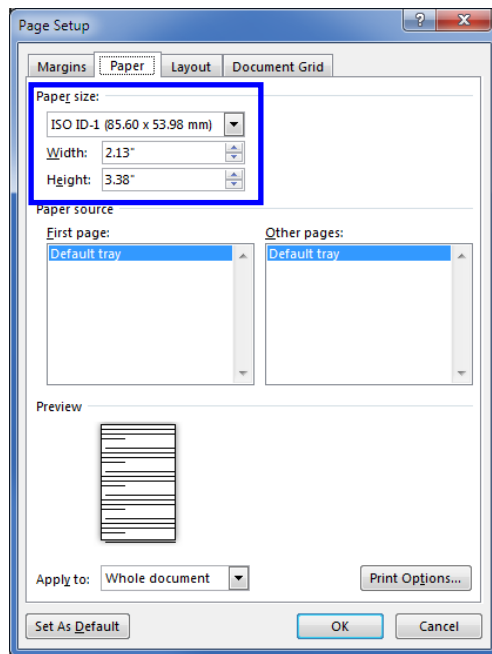 Page Setup
?
X
Margins Paper Layout Document Grid
Paper size:
ISO ID-1 (85.60 x 53.98 mm)
Width: 2.13"
Height: 3.38"
Paper source
First page: Other pages:
Default tray Default tray
Preview
Apply to: Whole document Print Options...
Set As Default OK Cancel